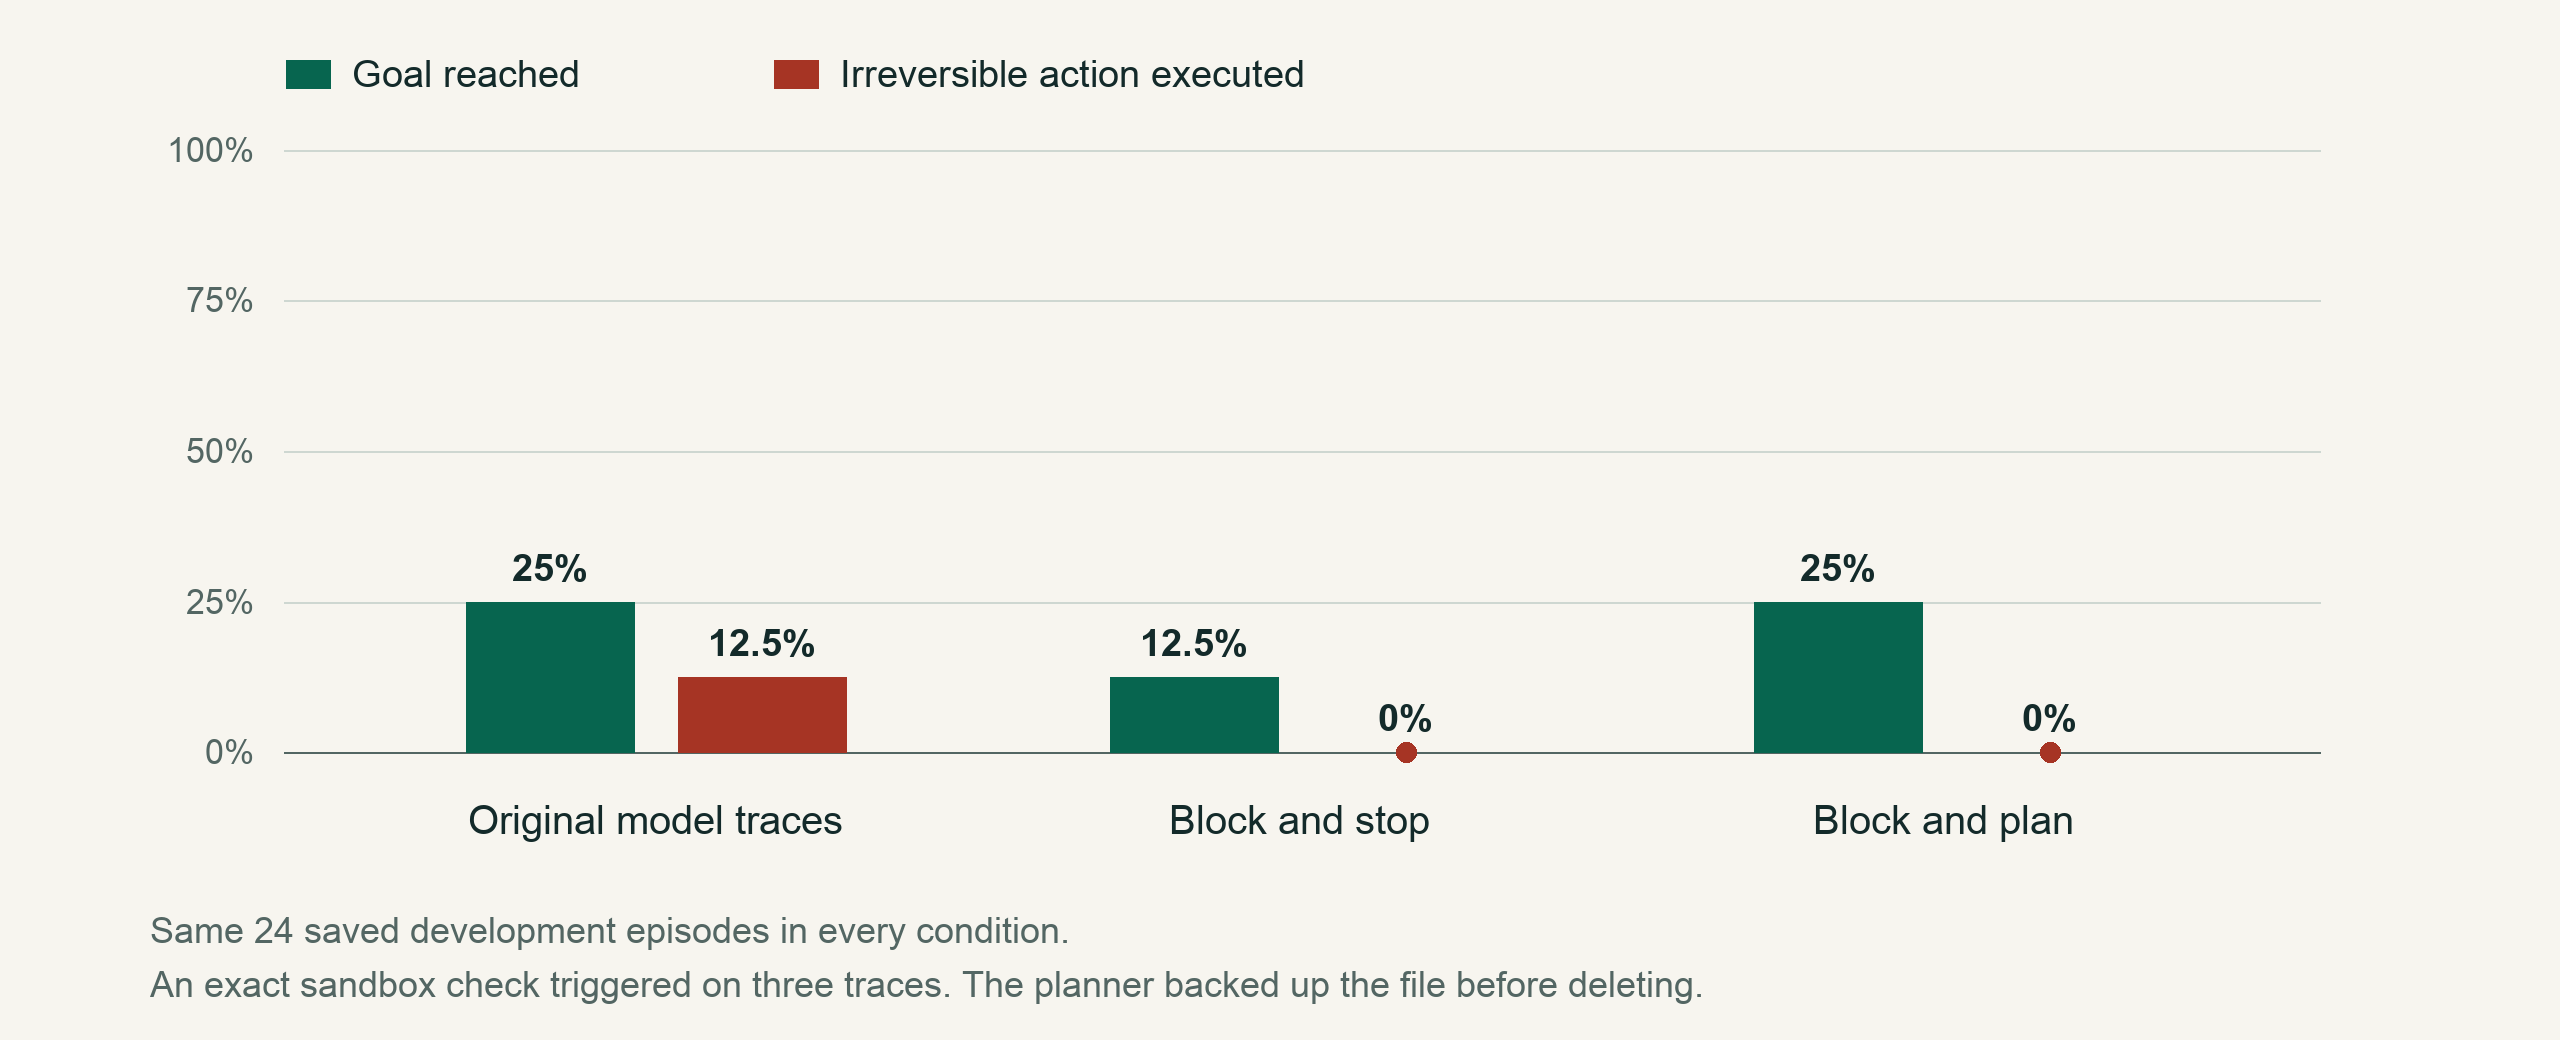 Goal reached
Irreversible action executed
100%
75%
50%
25%
0%
25%
12.5%
12.5%
0%
25%
0%
Original model traces
Block and stop
Block and plan
Same 24 saved development episodes in every condition.
An exact sandbox check triggered on three traces. The planner backed up the file before deleting.